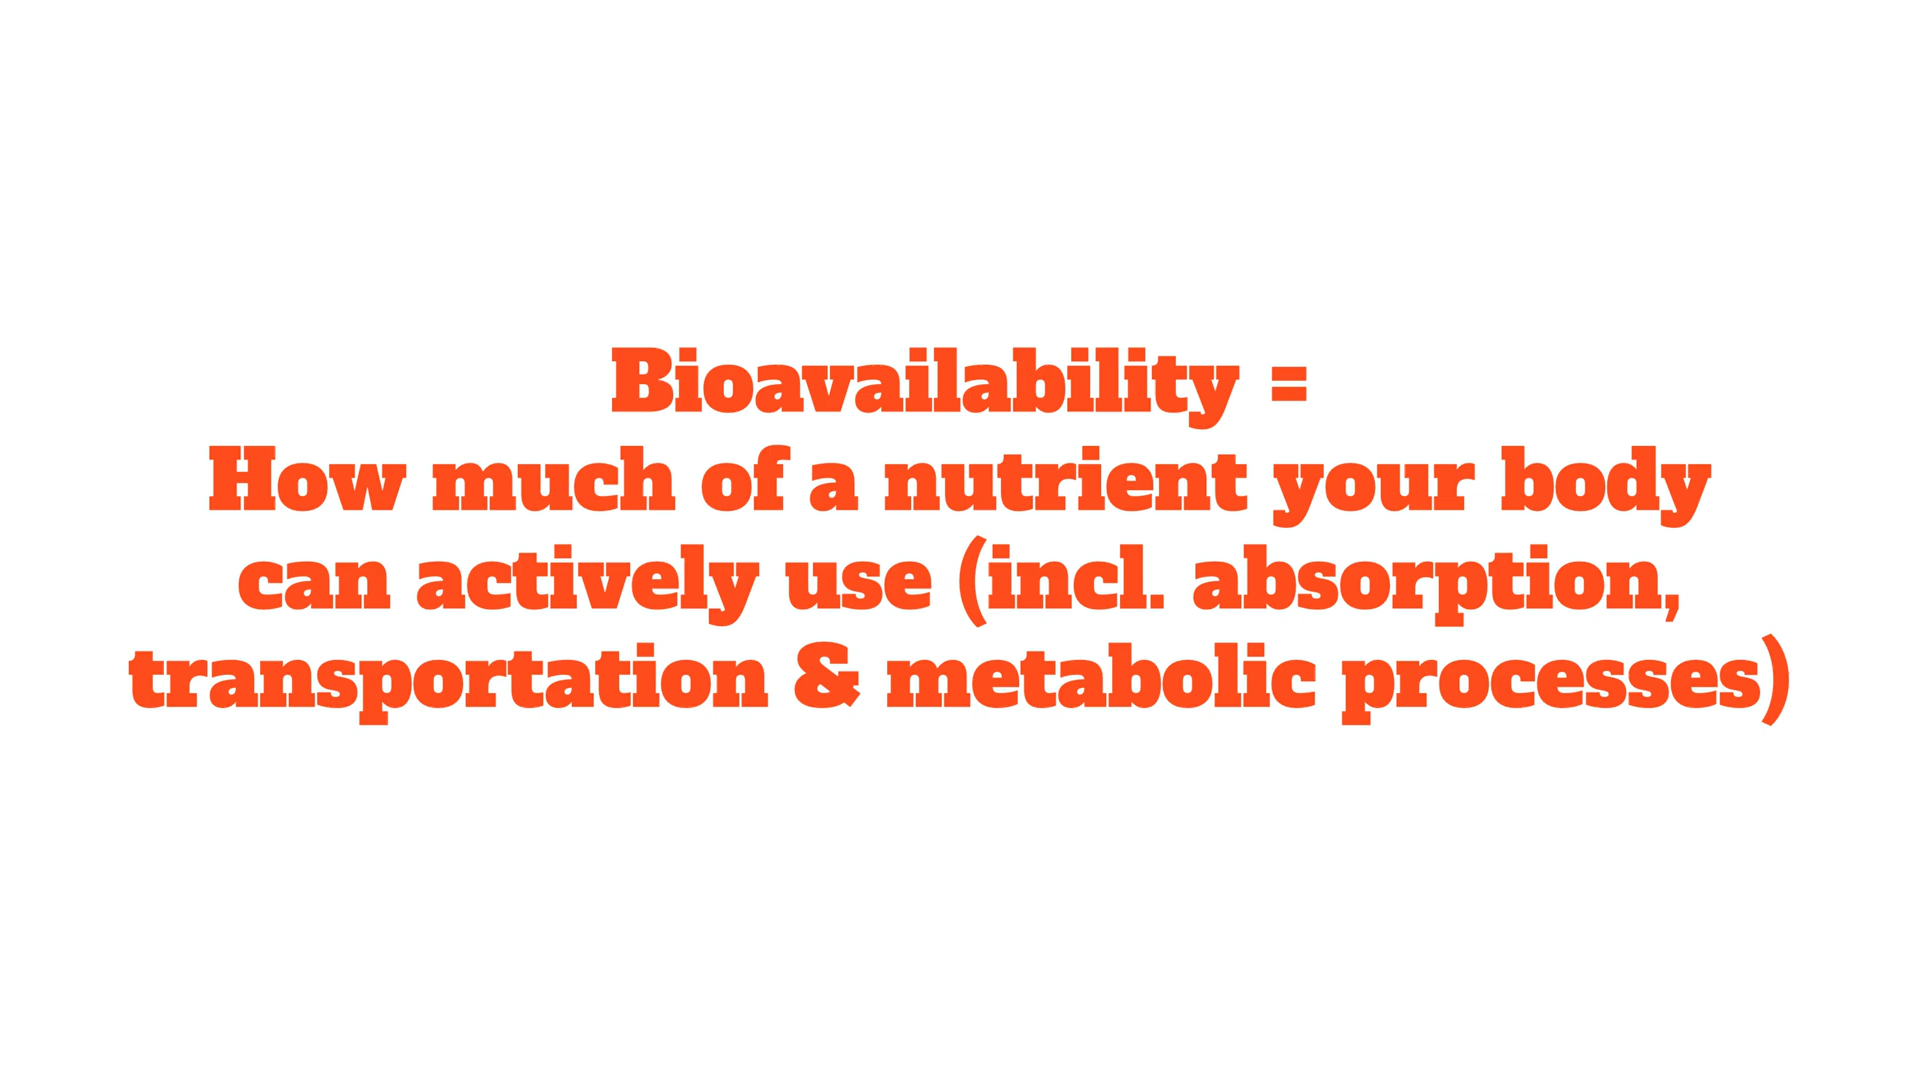 Bioavailability =
How much of a nutrient your body
can actively use (incl. absorption,
transportation & metabolic processes)